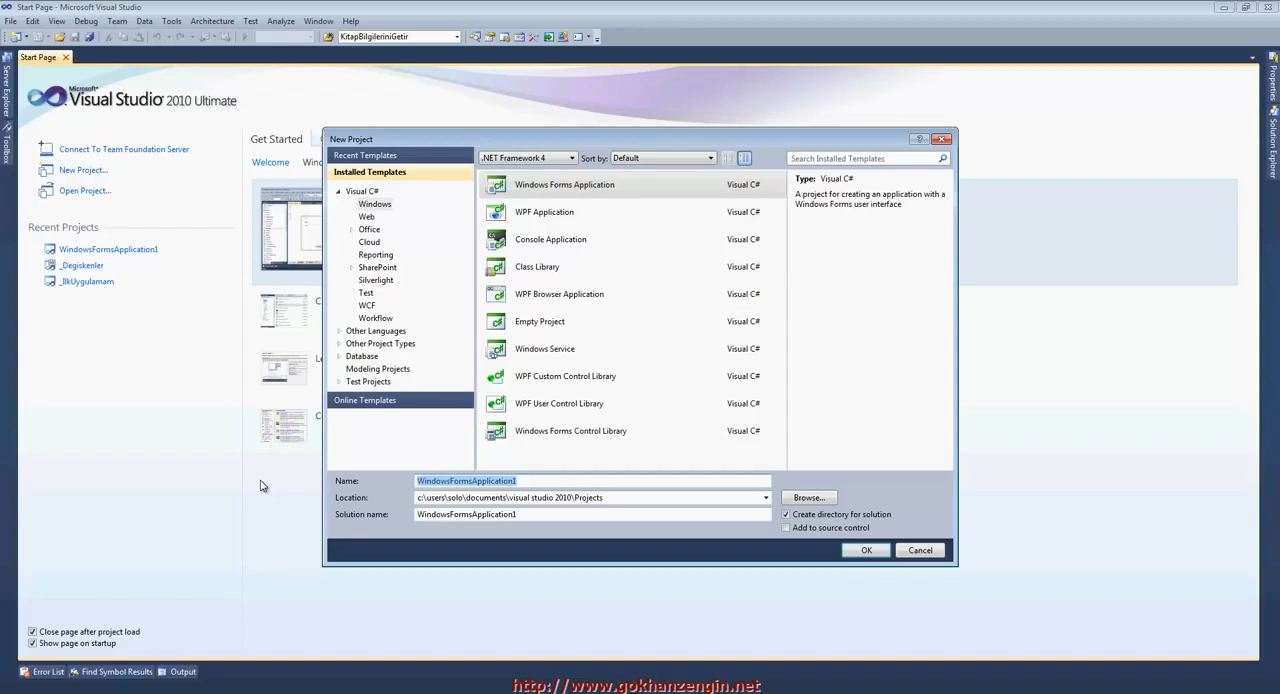 Start Page - Microsoft Visual Studio
File Edit View Debug Team Data Tools Architecture Test Analyze Window Help
KitapBilgileriniGetir
Start Page
Server Explorer
Toolbox
Properties
Solution Explorer
Microsoft®
Visual Studio 2010 Ultimate
Connect To Team Foundation Server
New Project...
Open Project...
Recent Projects
WindowsFormsApplication1
_Degiskenler
_IlkUygulamam
Get Started
Welcome
New Project
Recent Templates
Installed Templates
Visual C#
Windows
Web
Office
Cloud
Reporting
SharePoint
Silverlight
Test
WCF
Workflow
Other Languages
Other Project Types
Database
Modeling Projects
Test Projects
Online Templates
.NET Framework 4 Sort by: Default
Windows Forms Application Visual C#
WPF Application Visual C#
Console Application Visual C#
Class Library Visual C#
WPF Browser Application Visual C#
Empty Project Visual C#
Windows Service Visual C#
WPF Custom Control Library Visual C#
WPF User Control Library Visual C#
Windows Forms Control Library Visual C#
Search Installed Templates
Type: Visual C#
A project for creating an application with a
Windows Forms user interface
Name: WindowsFormsApplication1
Location: c:\users\solo\documents\visual studio 2010\Projects
Browse...
Solution name: WindowsFormsApplication1
Create directory for solution
Add to source control
OK Cancel
Close page after project load
Show page on startup
Error List Find Symbol Results Output
http://www.gokhanzengin.net